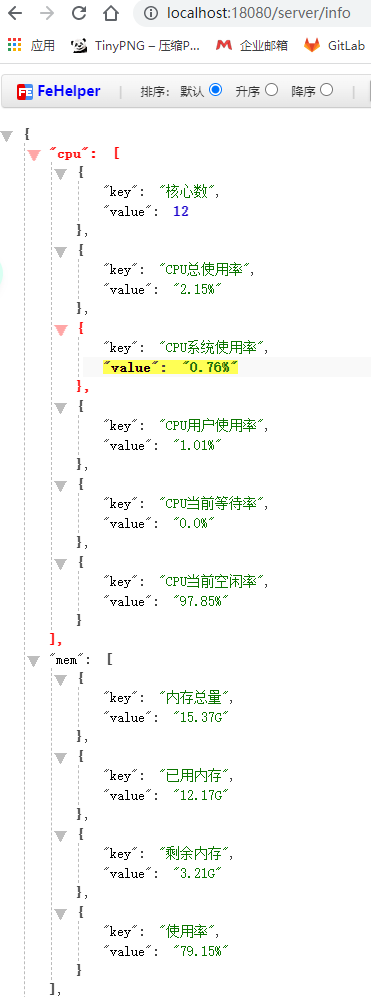 localhost:18080/server/info
应用 TinyPNG – 压缩P... 企业邮箱 GitLab
FeHelper | 排序: 默认 升序 降序 |
{
"cpu": [
{
"key": "核心数",
"value": 12
},
{
"key": "CPU总使用率",
"value": "2.15%"
},
{
"key": "CPU系统使用率",
"value": "0.76%"
},
{
"key": "CPU用户使用率",
"value": "1.01%"
},
{
"key": "CPU当前等待率",
"value": "0.0%"
},
{
"key": "CPU当前空闲率",
"value": "97.85%"
}
],
"mem": [
{
"key": "内存总量",
"value": "15.37G"
},
{
"key": "已用内存",
"value": "12.17G"
},
{
"key": "剩余内存",
"value": "3.21G"
},
{
"key": "使用率",
"value": "79.15%"
}
],